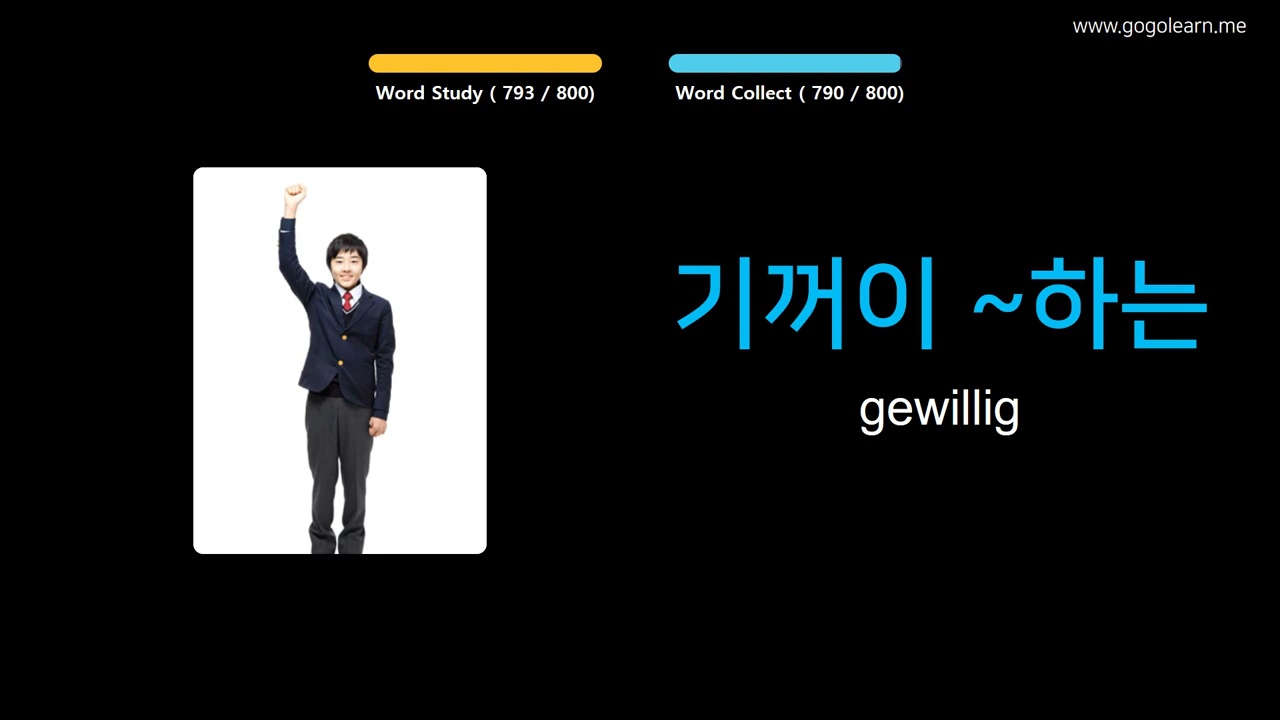 www.gogolearn.me
Word Study ( 793 / 800)
Word Collect ( 790 / 800)
기꺼이 ~하는
gewillig